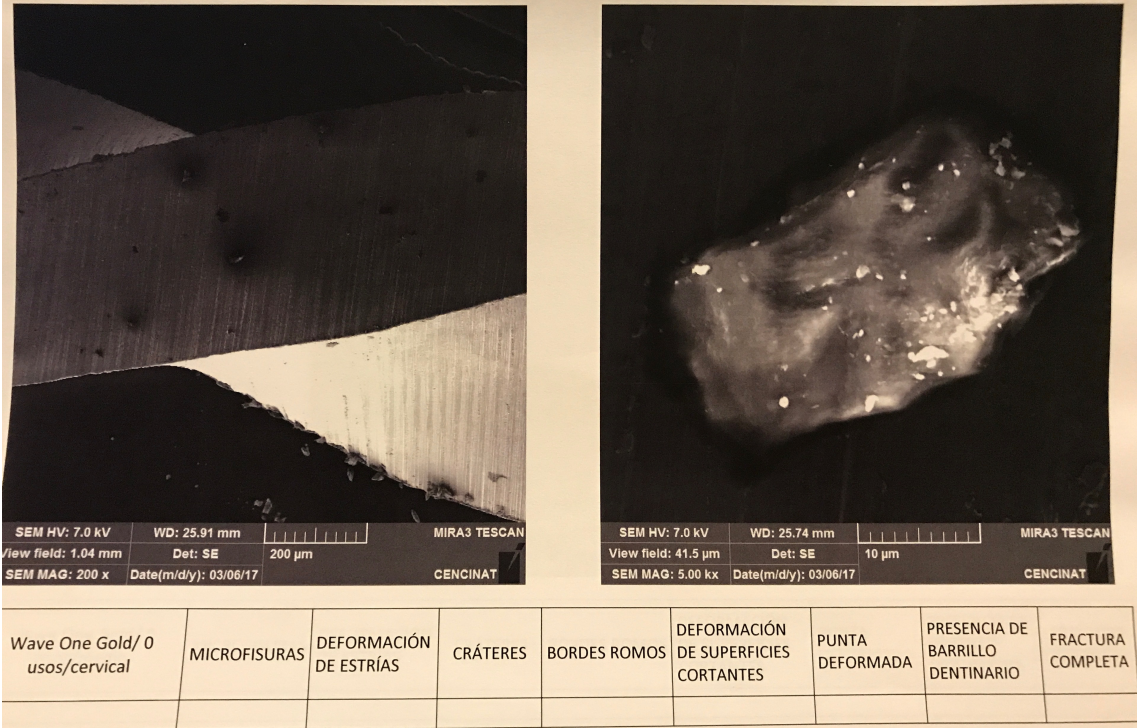 SEM HV: 7.0 kV WD: 25.91 mm MIRA3 TESCAN
View field: 1.04 mm Det: SE 200 µm
SEM MAG: 200 x Date(m/d/y): 03/06/17 CENCINAT
SEM HV: 7.0 kV WD: 25.74 mm MIRA3 TESCAN
View field: 41.5 µm Det: SE 10 µm
SEM MAG: 5.00 kx Date(m/d/y): 03/06/17 CENCINAT
Wave One Gold/ 0
usos/cervical
MICROFISURAS
DEFORMACIÓN
DE ESTRÍAS
CRÁTERES
BORDES ROMOS
DEFORMACIÓN
DE SUPERFICIES
CORTANTES
PUNTA
DEFORMADA
PRESENCIA DE
BARRILLO
DENTINARIO
FRACTURA
COMPLETA